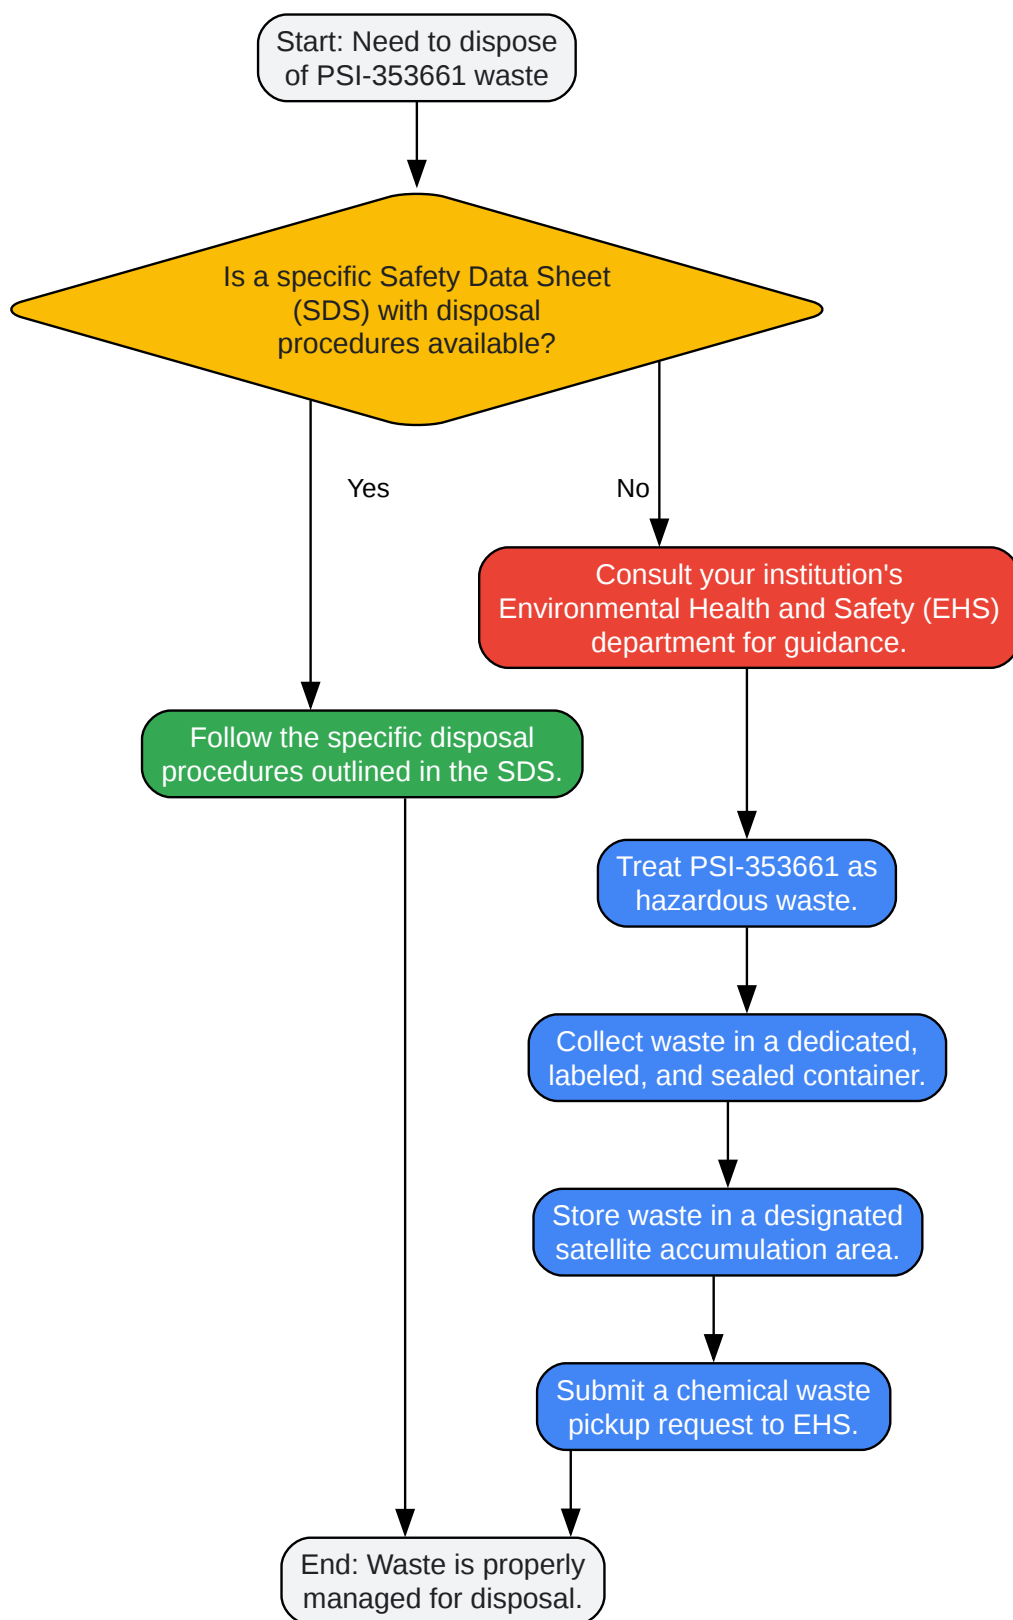 Start: Need to dispose
of PSI-353661 waste
Is a specific Safety Data Sheet
(SDS) with disposal
procedures available?
Yes
No
Consult your institution's
Environmental Health and Safety (EHS)
department for guidance.
Follow the specific disposal
procedures outlined in the SDS.
Treat PSI-353661 as
hazardous waste.
Collect waste in a dedicated,
labeled, and sealed container.
Store waste in a designated
satellite accumulation area.
Submit a chemical waste
pickup request to EHS.
End: Waste is properly
managed for disposal.